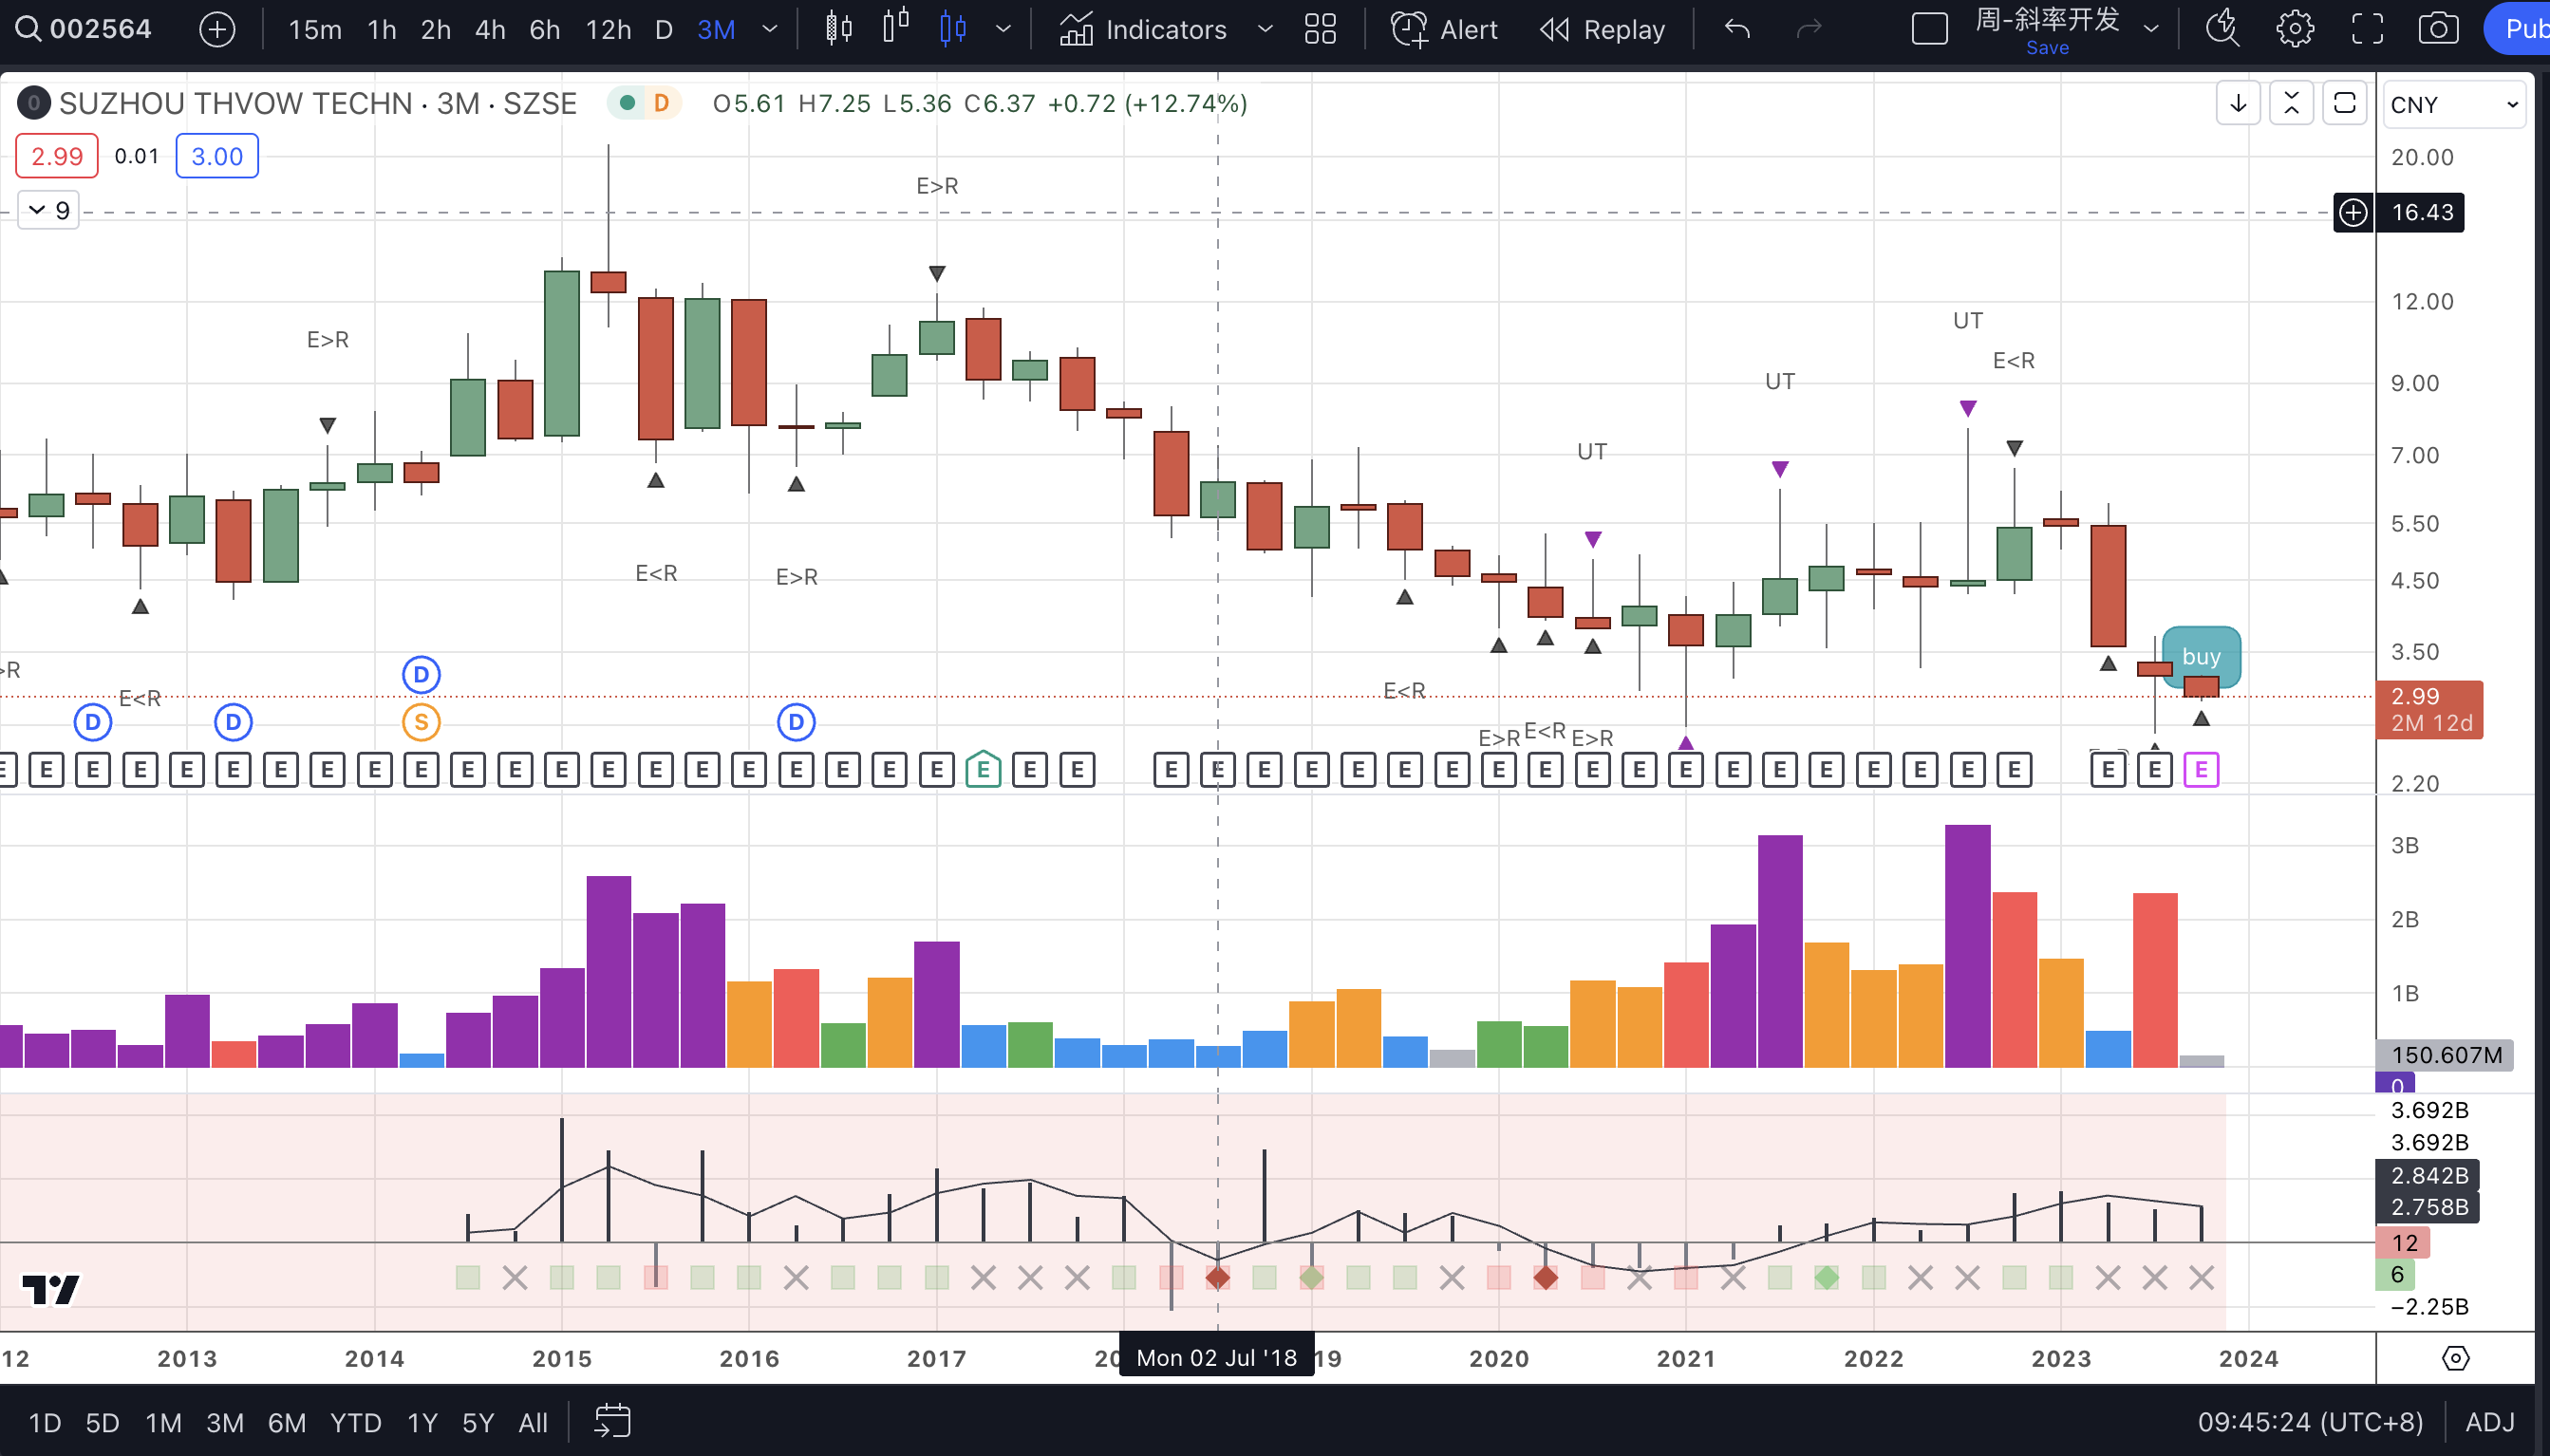 002564 15m 1h 2h 4h 6h 12h D 3M Indicators Alert Replay 周-斜率开发 Save Pub
0 SUZHOU THVOW TECHN · 3M · SZSE D O5.61 H7.25 L5.36 C6.37 +0.72 (+12.74%) CNY
2.99 0.01 3.00 20.00
E>R
9 16.43
12.00
UT
E>R
E<R
UT 9.00
UT 7.00
5.50
E<R E>R 4.50
buy 3.50
>R D
E<R E<R 2.99
D D S D 2M 12d
E>R E<R E>R
E E E E E E E E E E E E E E E E E E E E E E E E E E E E E E E E E E E E E E E E E E E E E E
2.20
3B
2B
1B
150.607M
0
3.692B
3.692B
2.842B
2.758B
12
6
−2.25B
12 2013 2014 2015 2016 2017 20 Mon 02 Jul '18 19 2020 2021 2022 2023 2024
1D 5D 1M 3M 6M YTD 1Y 5Y All 09:45:24 (UTC+8) ADJ